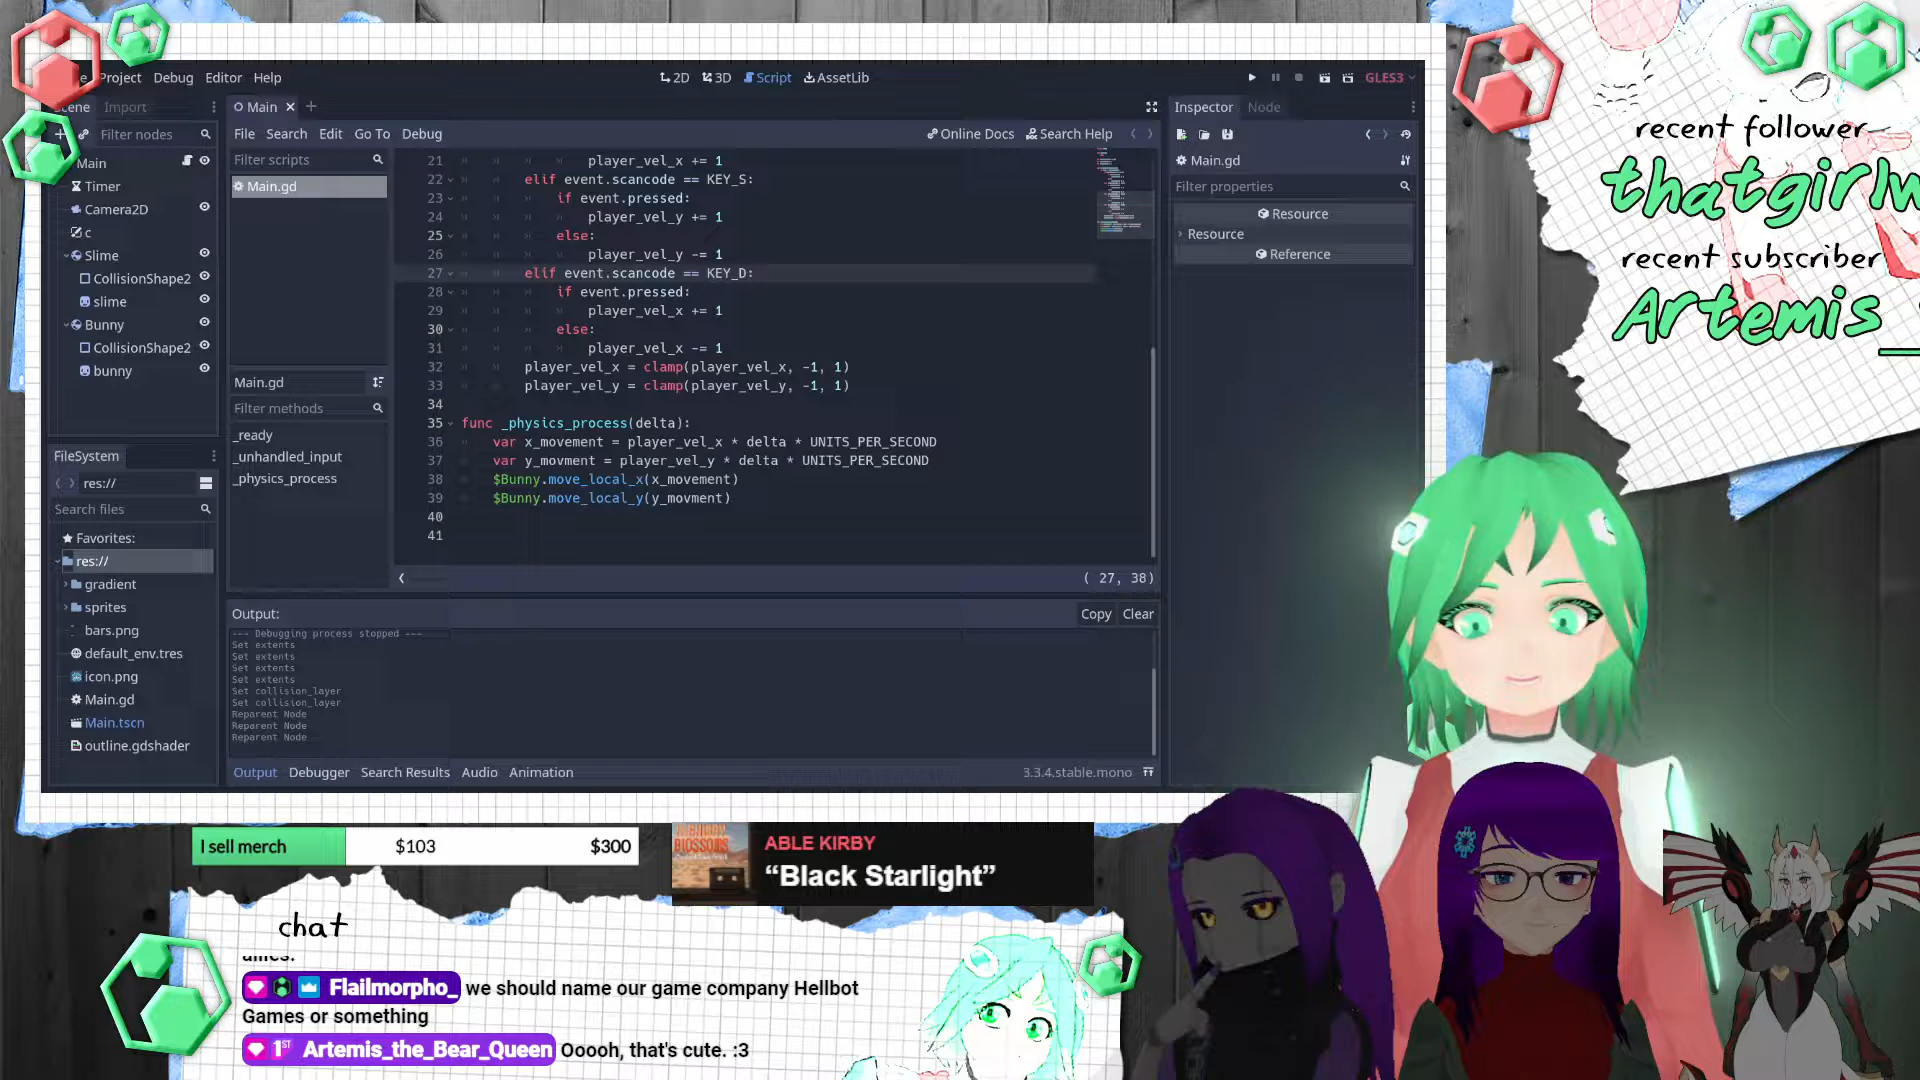 Project Debug Editor Help
2D 3D Script AssetLib
GLES3
Scene Import
Filter nodes
Main
Timer
Camera2D
c
Slime
CollisionShape2
slime
Bunny
CollisionShape2
bunny
FileSystem
res://
Search files
Favorites:
res://
gradient
sprites
bars.png
default_env.tres
icon.png
Main.gd
Main.tscn
outline.gdshader
Main
File Search Edit Go To Debug
Online Docs Search Help
Filter scripts
Main.gd
Main.gd
Filter methods
_ready
_unhandled_input
_physics_process
21 player_vel_x += 1
22 elif event.scancode == KEY_S:
23 if event.pressed:
24 player_vel_y += 1
25 else:
26 player_vel_y -= 1
27 elif event.scancode == KEY_D:
28 if event.pressed:
29 player_vel_x += 1
30 else:
31 player_vel_x -= 1
32 player_vel_x = clamp(player_vel_x, -1, 1)
33 player_vel_y = clamp(player_vel_y, -1, 1)
34
35 func _physics_process(delta):
36 var x_movement = player_vel_x * delta * UNITS_PER_SECOND
37 var y_movment = player_vel_y * delta * UNITS_PER_SECOND
38 $Bunny.move_local_x(x_movement)
39 $Bunny.move_local_y(y_movment)
40
41
( 27, 38)
Output:
Copy Clear
--- Debugging process stopped ---
Set extents
Set extents
Set extents
Set extents
Set collision_layer
Set collision_layer
Reparent Node
Reparent Node
Reparent Node
Output Debugger Search Results Audio Animation
3.3.4.stable.mono
Inspector Node
Main.gd
Filter properties
Resource
Resource
Reference
recent follower
thatgirlw
recent subscriber
Artemis_
I sell merch $103 $300
ABLE KIRBY
“Black Starlight”
chat
Flailmorpho_ we should name our game company Hellbot
Games or something
1ST Artemis_the_Bear_Queen Ooooh, that's cute. :3